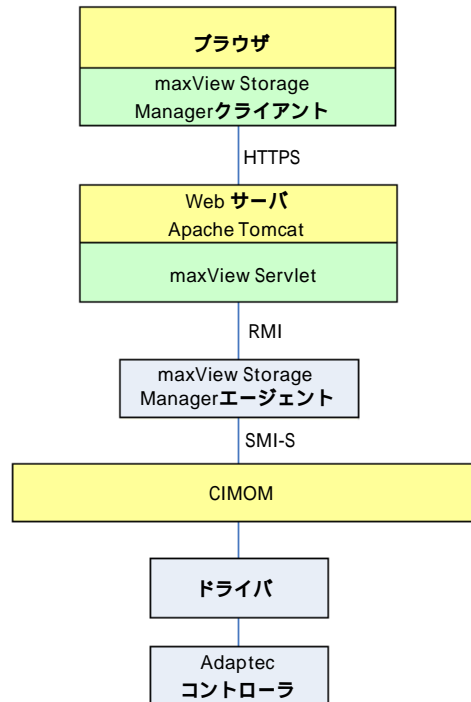 ブラウザ
maxView Storage
Managerクライアント
HTTPS
Web サーバ
Apache Tomcat
maxView Servlet
RMI
maxView Storage
Managerエージェント
SMI-S
CIMOM
ドライバ
Adaptec
コントローラ